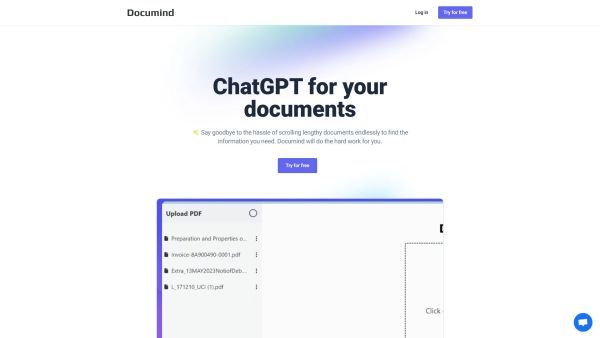 Documind
Log in
Try for free
ChatGPT for your
documents
Say goodbye to the hassle of scrolling lengthy documents endlessly to find the
information you need. Documind will do the hard work for you.
Try for free
Upload PDF
Preparation and Properties o...
Invoice-8A900490-0001.pdf
Extra_13MAY2023NotiofDeb...
L_171210_UCI (1).pdf
D
Click